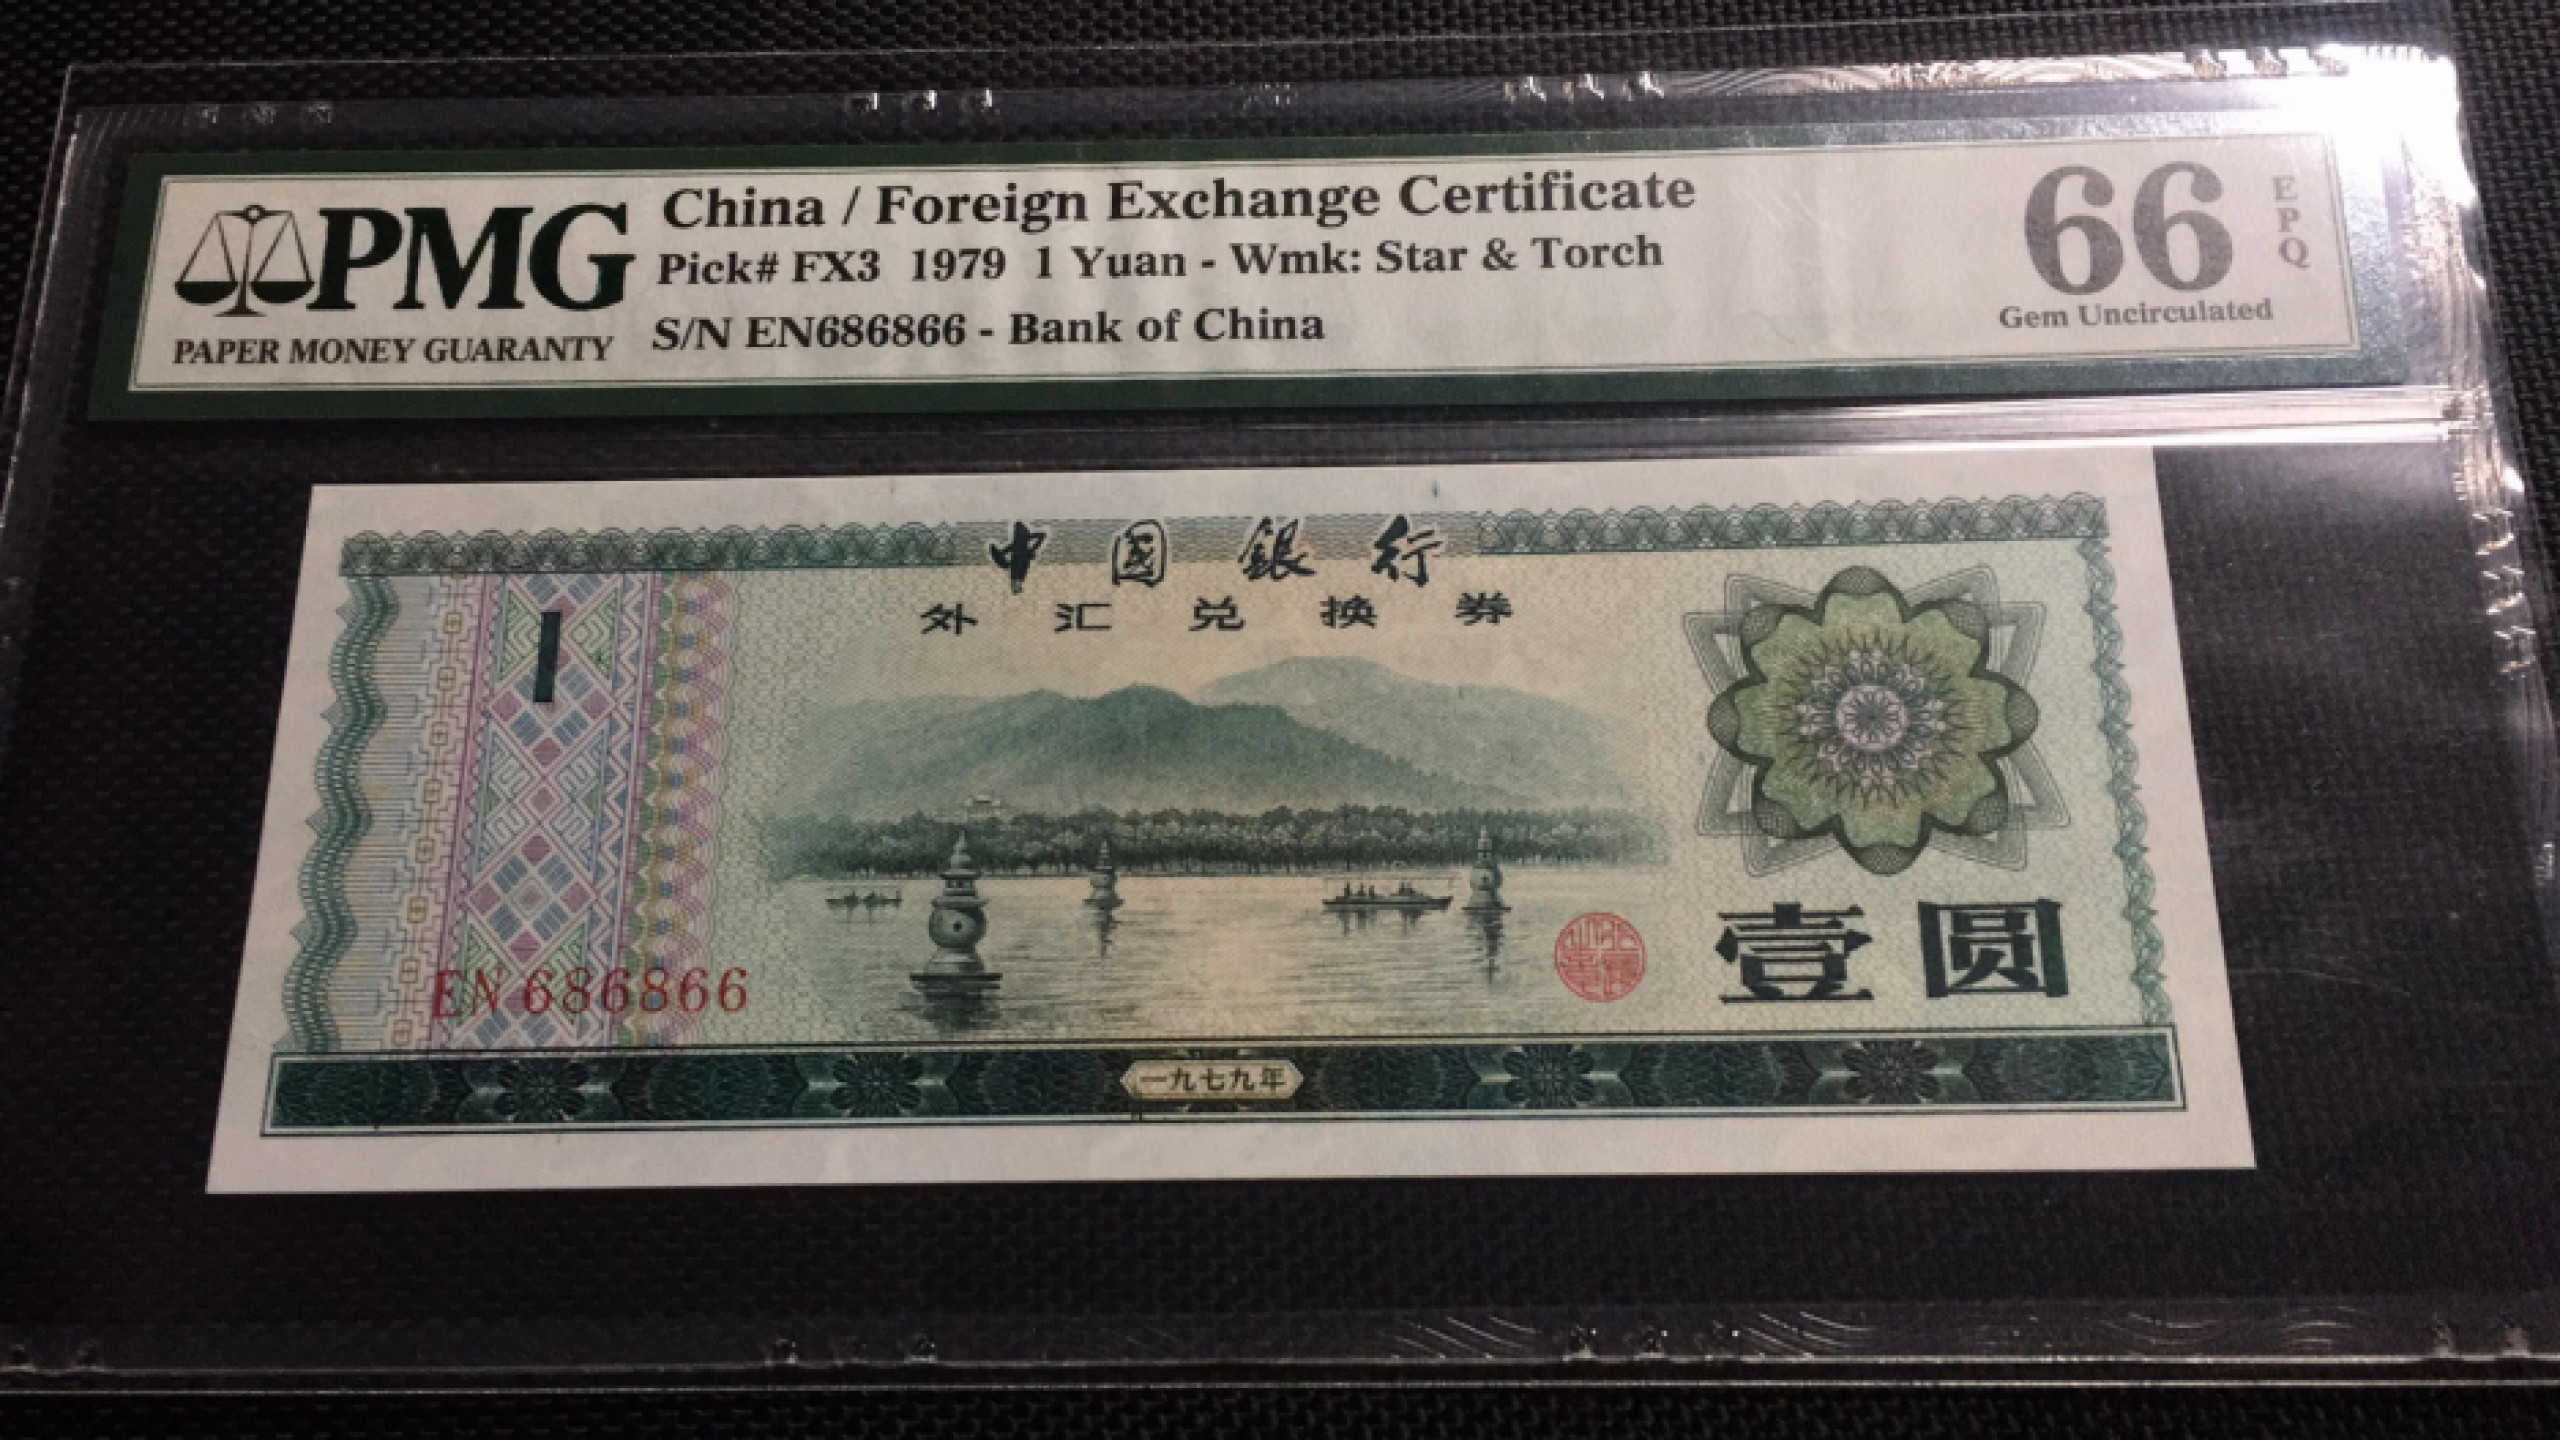 China / Foreign Exchange Certificate
PMG
Pick# FX3 1979 1 Yuan - Wmk: Star & Torch
S/N EN686866 - Bank of China
PAPER MONEY GUARANTY
66
EPQ
Gem Uncirculated
中國銀行
外汇兑换券
1
EN 686866
壹圆
一九七九年